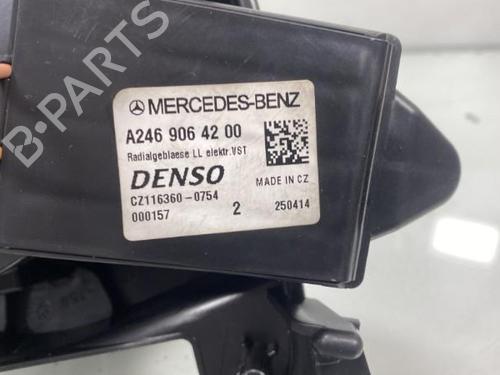 B-PARTS
MERCEDES-BENZ
A246 906 42 00
Radialgeblaese LL elektr.VST
DENSO
MADE IN CZ
CZ116360-0754
000157 2 250414